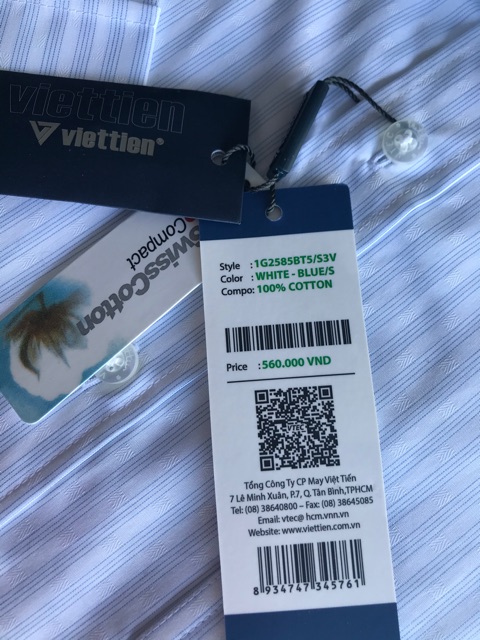 viettien
viettien®
SwissCotton
Compact
Style : 1G2585BT5/S3V
Color : WHITE - BLUE/S
Compo: 100% COTTON
Price : 560.000 VND
VTEC
Tổng Công Ty CP May Việt Tiến
7 Lê Minh Xuân, P.7, Q. Tân Bình,TPHCM
Tel: (08) 38640800 – Fax: (08) 38645085
Email: vtec@ hcm.vnn.vn
Website: www.viettien.com.vn
8 934747 345761